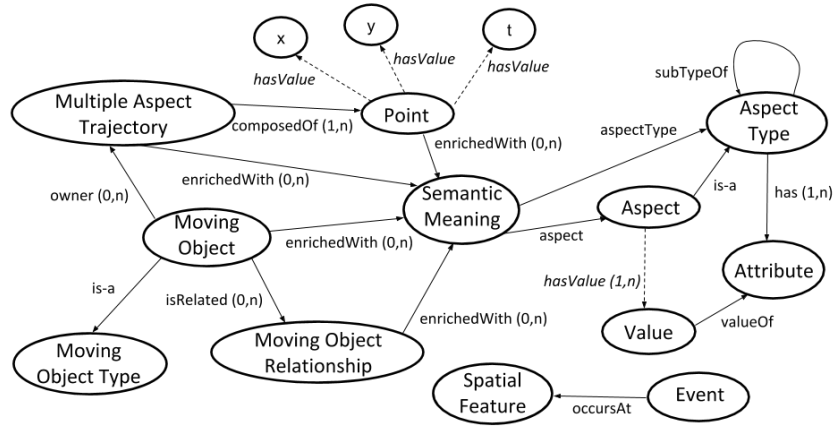 x
y
t
hasValue
hasValue
hasValue
subTypeOf
Multiple Aspect
Trajectory
composedOf (1,n)
Point
Aspect
Type
enrichedWith (0,n)
aspectType
enrichedWith (0,n)
owner (0,n)
Semantic
Meaning
is-a
has (1,n)
Moving
Object
enrichedWith (0,n)
aspect
Aspect
is-a
isRelated (0,n)
hasValue (1,n)
Attribute
enrichedWith (0,n)
valueOf
Value
Moving
Object Type
Moving Object
Relationship
Spatial
Feature
occursAt
Event